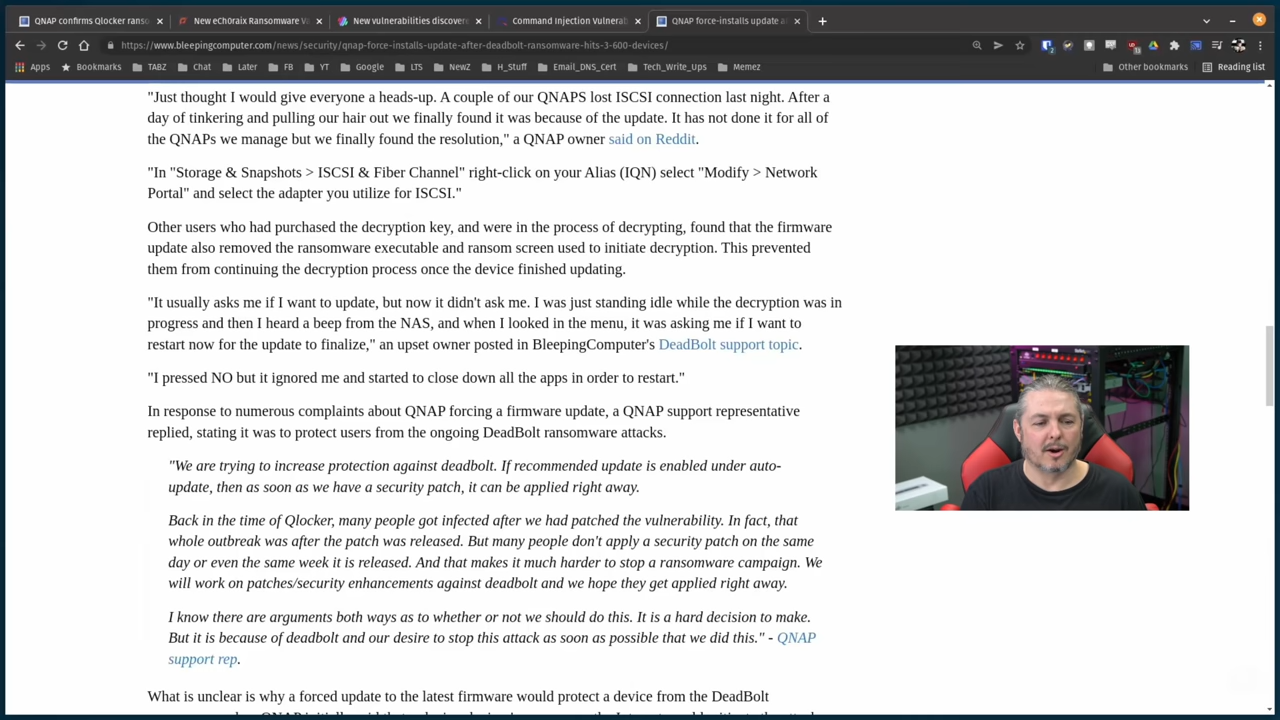 QNAP confirms Qlocker ranso
New ech0raix Ransomware Va
New vulnerabilities discover
Command Injection Vulnerab
QNAP force-installs update a
https://www.bleepingcomputer.com/news/security/qnap-force-installs-update-after-deadbolt-ransomware-hits-3-600-devices/
Apps Bookmarks TABZ Chat Later FB YT Google LTS NewZ H_Stuff Email_DNS_Cert Tech_Write_Ups Memez Other bookmarks Reading list
"Just thought I would give everyone a heads-up. A couple of our QNAPS lost ISCSI connection last night. After a
day of tinkering and pulling our hair out we finally found it was because of the update. It has not done it for all of
the QNAPs we manage but we finally found the resolution," a QNAP owner said on Reddit.
"In "Storage & Snapshots > ISCSI & Fiber Channel" right-click on your Alias (IQN) select "Modify > Network
Portal" and select the adapter you utilize for ISCSI."
Other users who had purchased the decryption key, and were in the process of decrypting, found that the firmware
update also removed the ransomware executable and ransom screen used to initiate decryption. This prevented
them from continuing the decryption process once the device finished updating.
"It usually asks me if I want to update, but now it didn't ask me. I was just standing idle while the decryption was in
progress and then I heard a beep from the NAS, and when I looked in the menu, it was asking me if I want to
restart now for the update to finalize," an upset owner posted in BleepingComputer's DeadBolt support topic.
"I pressed NO but it ignored me and started to close down all the apps in order to restart."
In response to numerous complaints about QNAP forcing a firmware update, a QNAP support representative
replied, stating it was to protect users from the ongoing DeadBolt ransomware attacks.
"We are trying to increase protection against deadbolt. If recommended update is enabled under auto-
update, then as soon as we have a security patch, it can be applied right away.
Back in the time of Qlocker, many people got infected after we had patched the vulnerability. In fact, that
whole outbreak was after the patch was released. But many people don't apply a security patch on the same
day or even the same week it is released. And that makes it much harder to stop a ransomware campaign. We
will work on patches/security enhancements against deadbolt and we hope they get applied right away.
I know there are arguments both ways as to whether or not we should do this. It is a hard decision to make.
But it is because of deadbolt and our desire to stop this attack as soon as possible that we did this." - QNAP
support rep.
What is unclear is why a forced update to the latest firmware would protect a device from the DeadBolt